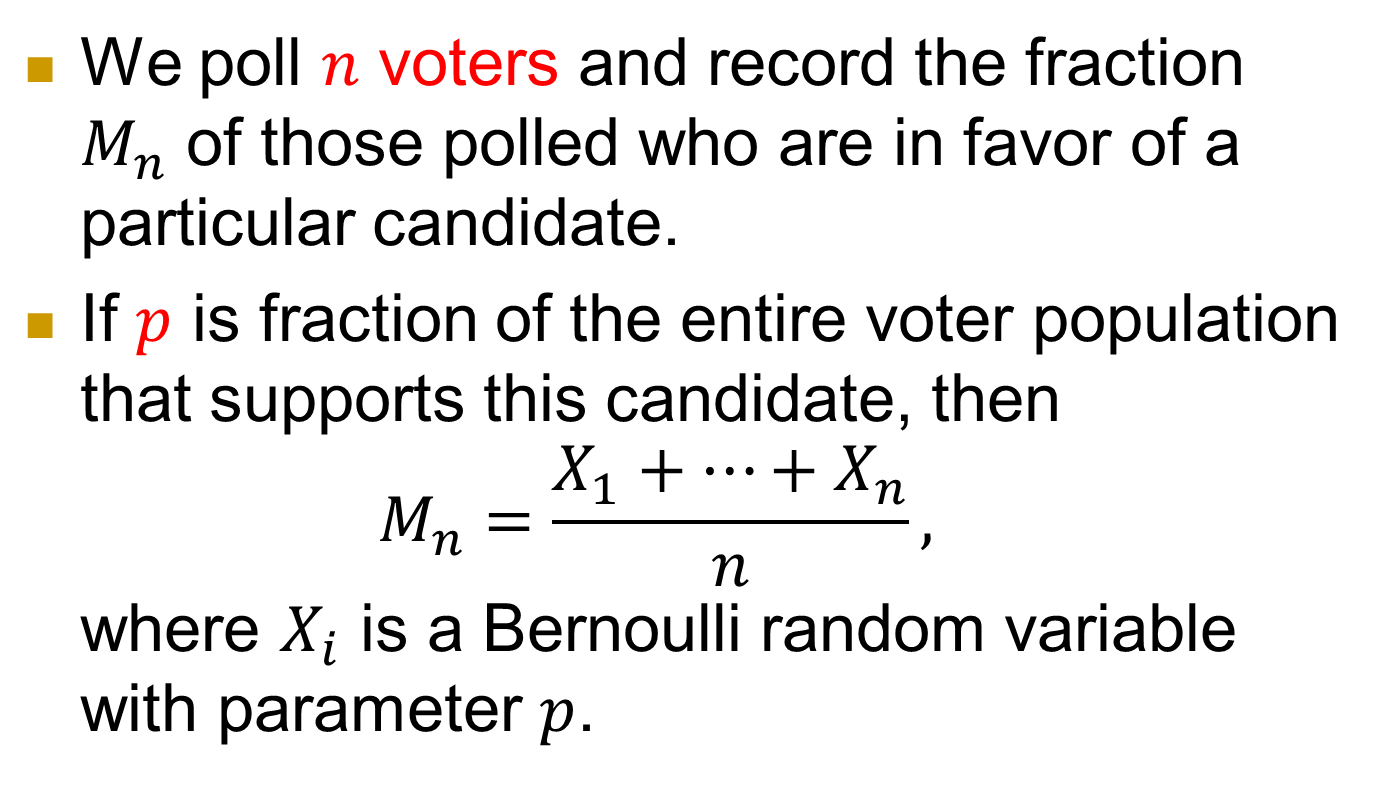 ■ We poll 𝑛 voters and record the fraction
𝑀ₙ of those polled who are in favor of a
particular candidate.
■ If 𝑝 is fraction of the entire voter population
that supports this candidate, then
𝑀ₙ = (𝑋₁ + ⋯ + 𝑋ₙ)/𝑛 ,
where 𝑋ᵢ is a Bernoulli random variable
with parameter 𝑝.